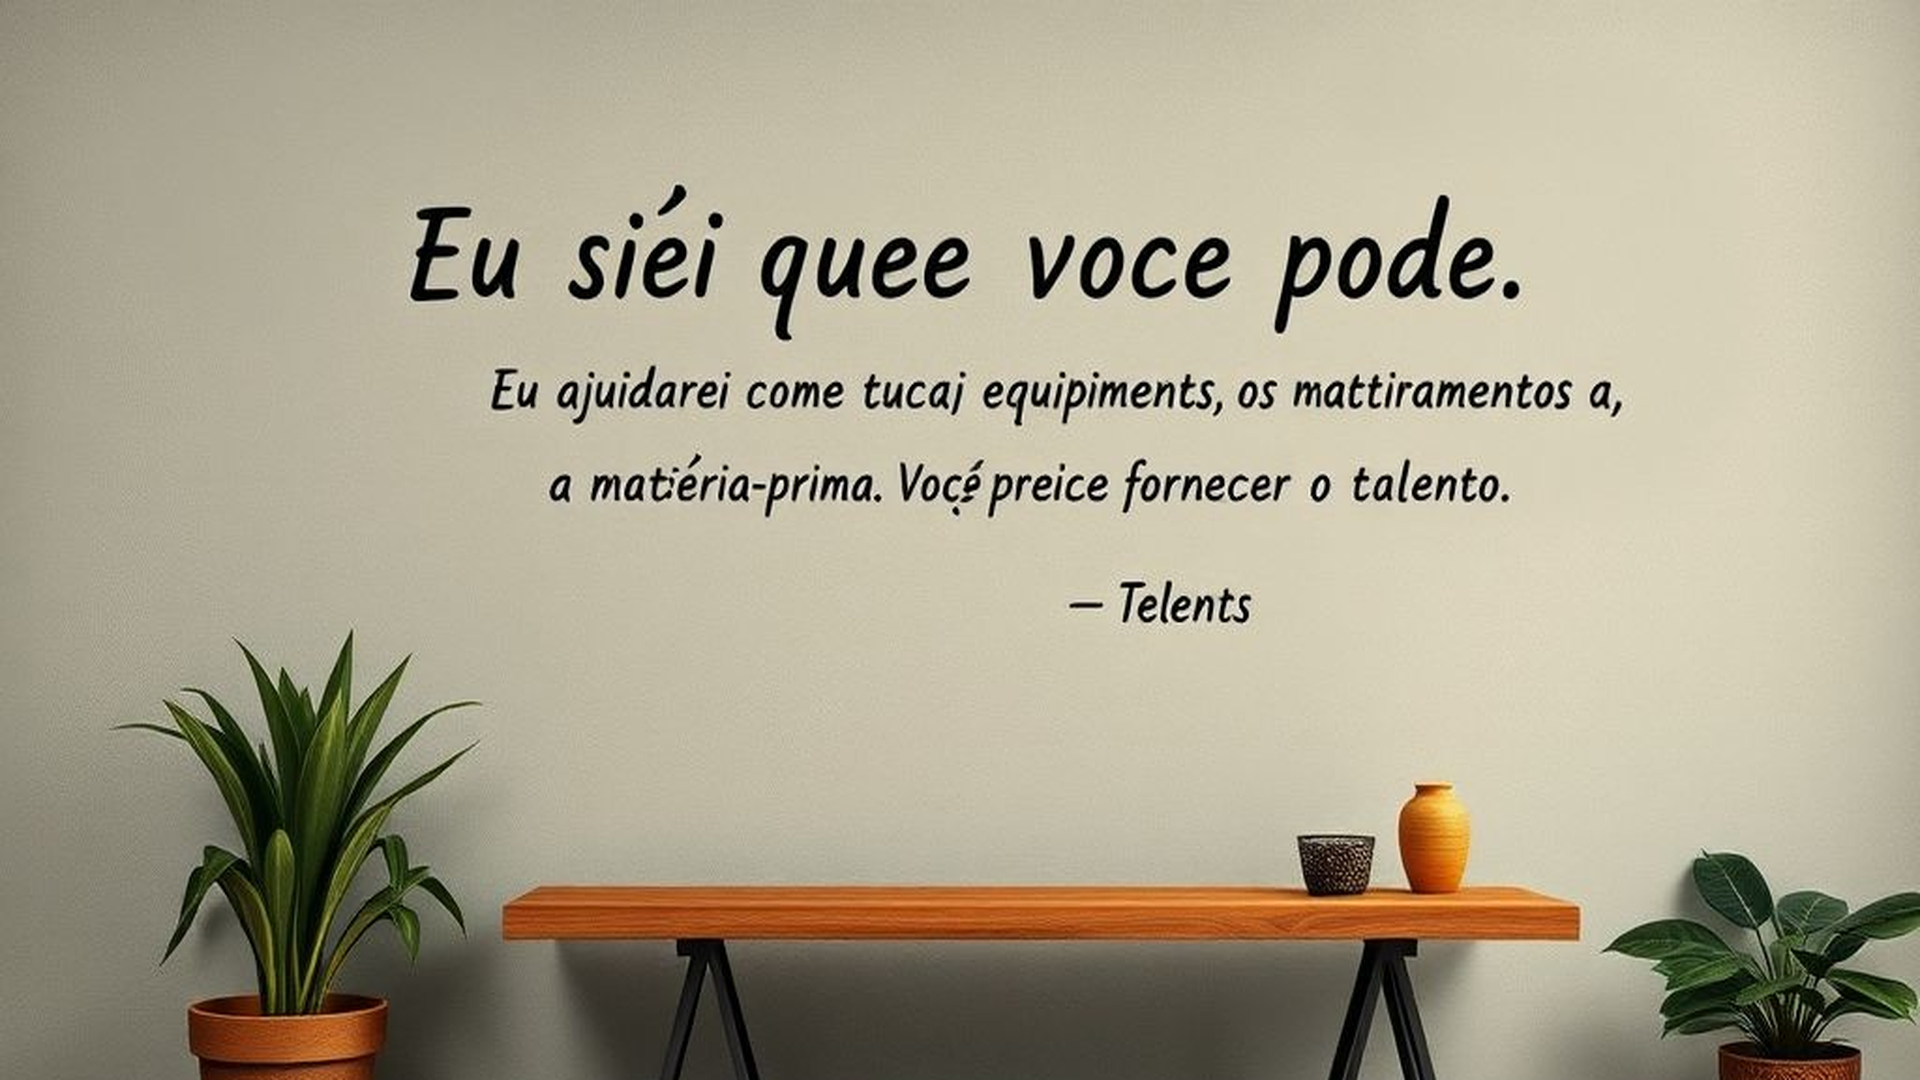 Eu siéi quee voce pode.
Eu ajuidarei come tucaj equipiments, os mattiramentos a,
a matiéria-prima. Voçé preice fornecer o talento.
— Telents